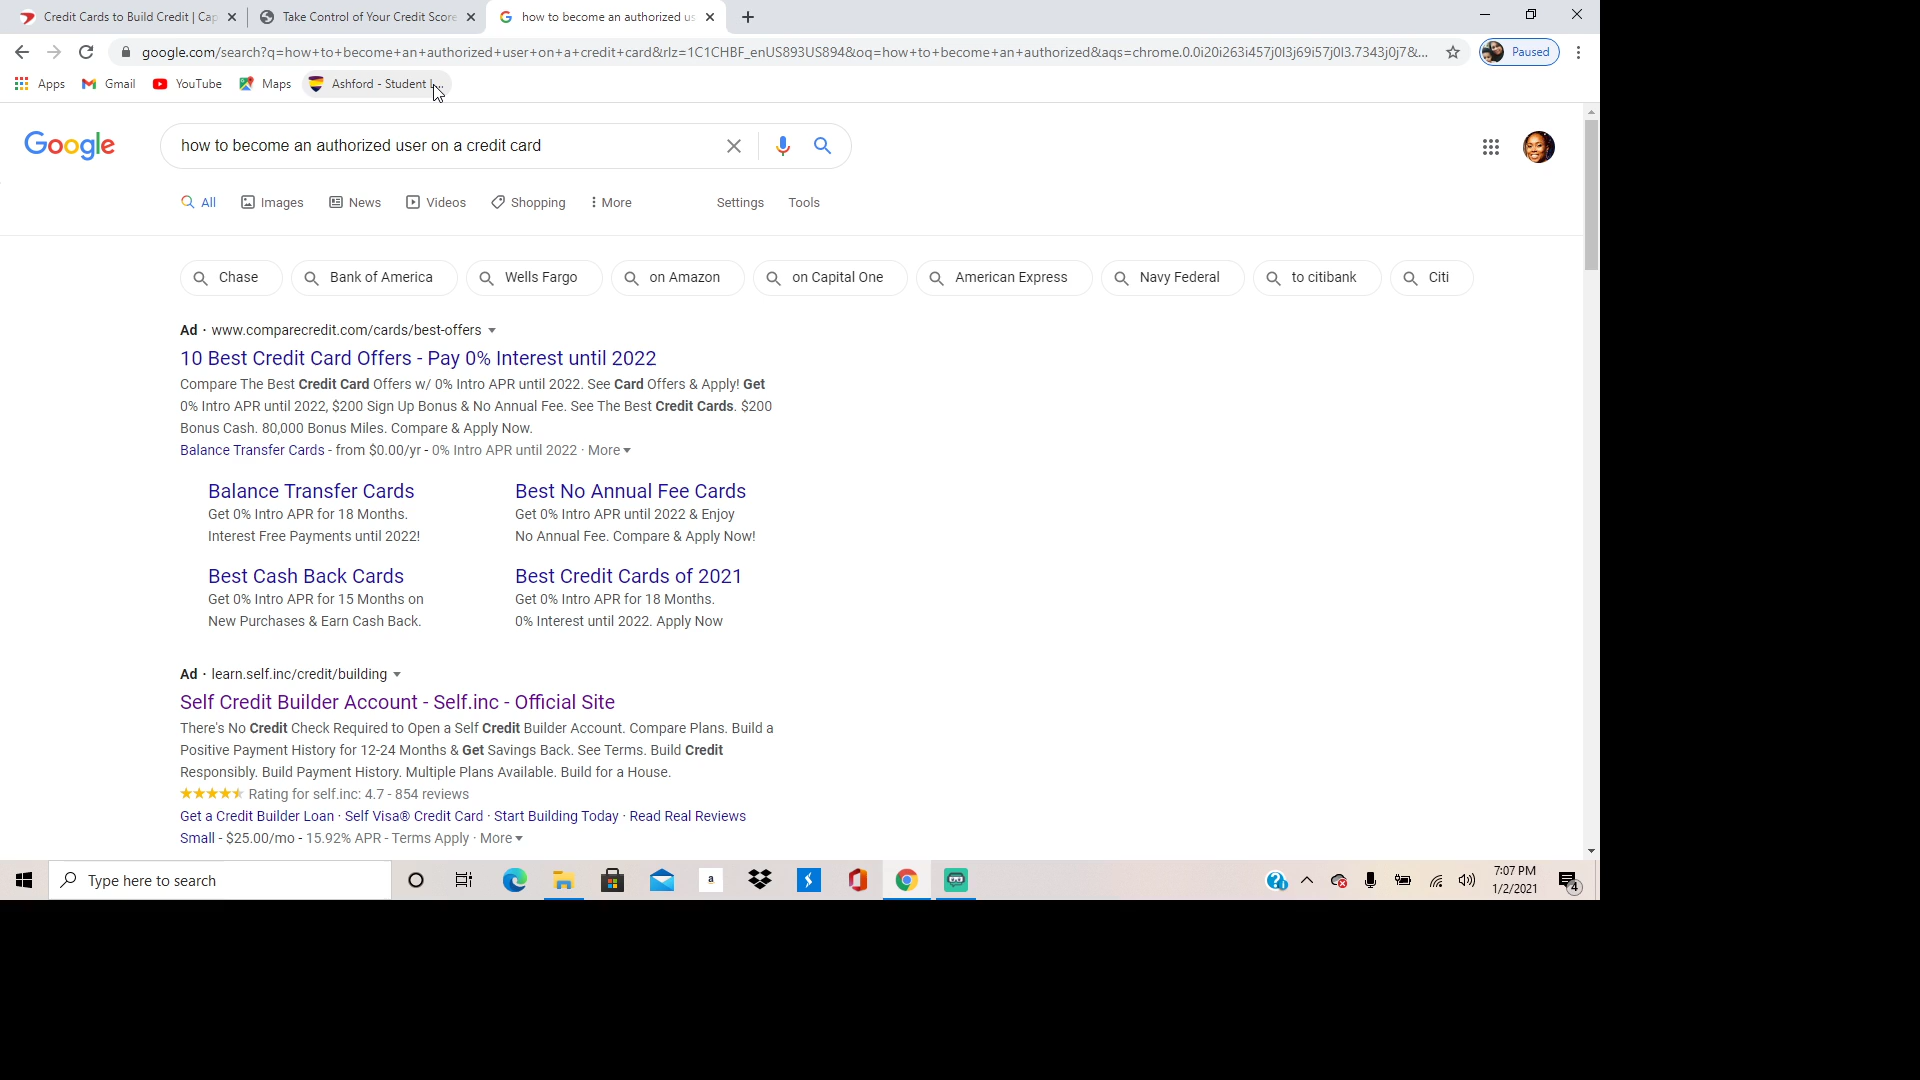 Credit Cards to Build Credit | Cap
Take Control of Your Credit Score
how to become an authorized us
google.com/search?q=how+to+become+an+authorized+user+on+a+credit+card&rlz=1C1CHBF_enUS893US894&oq=how+to+become+an+authorized&aqs=chrome.0.0i20i263i457j0l3j69i57j0l3.7343j0j7&...
Paused
Apps
Gmail
YouTube
Maps
Ashford - Student L...
Google
how to become an authorized user on a credit card
All
Images
News
Videos
Shopping
More
Settings
Tools
Chase
Bank of America
Wells Fargo
on Amazon
on Capital One
American Express
Navy Federal
to citibank
Citi
Ad · www.comparecredit.com/cards/best-offers
10 Best Credit Card Offers - Pay 0% Interest until 2022
Compare The Best Credit Card Offers w/ 0% Intro APR until 2022. See Card Offers & Apply! Get
0% Intro APR until 2022, $200 Sign Up Bonus & No Annual Fee. See The Best Credit Cards. $200
Bonus Cash. 80,000 Bonus Miles. Compare & Apply Now.
Balance Transfer Cards - from $0.00/yr - 0% Intro APR until 2022 · More
Balance Transfer Cards
Get 0% Intro APR for 18 Months.
Interest Free Payments until 2022!
Best No Annual Fee Cards
Get 0% Intro APR until 2022 & Enjoy
No Annual Fee. Compare & Apply Now!
Best Cash Back Cards
Get 0% Intro APR for 15 Months on
New Purchases & Earn Cash Back.
Best Credit Cards of 2021
Get 0% Intro APR for 18 Months.
0% Interest until 2022. Apply Now
Ad · learn.self.inc/credit/building
Self Credit Builder Account - Self.inc - Official Site
There's No Credit Check Required to Open a Self Credit Builder Account. Compare Plans. Build a
Positive Payment History for 12-24 Months & Get Savings Back. See Terms. Build Credit
Responsibly. Build Payment History. Multiple Plans Available. Build for a House.
Rating for self.inc: 4.7 - 854 reviews
Get a Credit Builder Loan · Self Visa® Credit Card · Start Building Today · Read Real Reviews
Small - $25.00/mo - 15.92% APR - Terms Apply · More
Type here to search
a
7:07 PM
1/2/2021
4